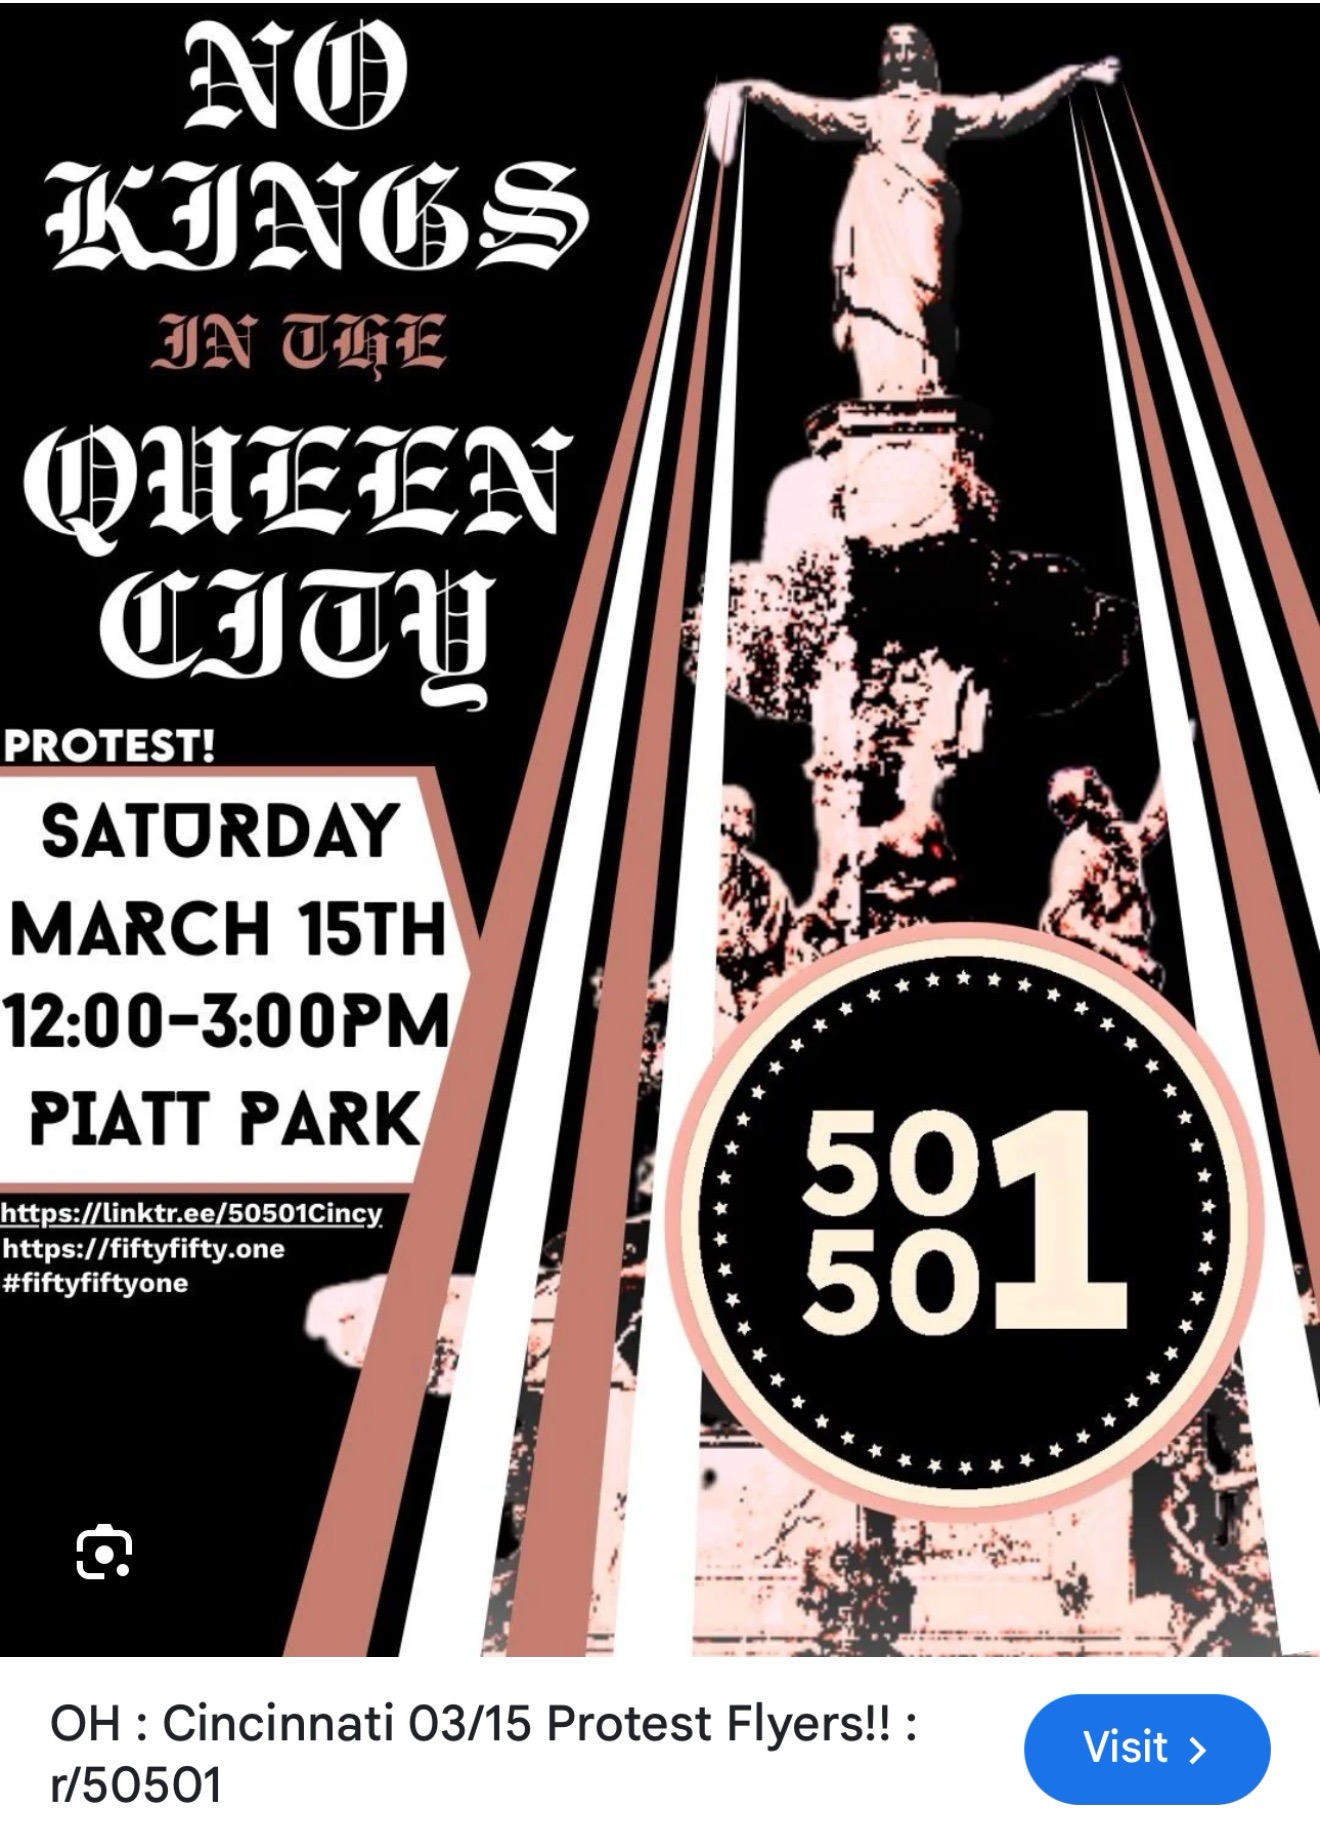 NO
KINGS
IN THE
QUEEN
CITY
PROTEST!
SATURDAY
MARCH 15TH
12:00-3:00PM
PIATT PARK
https://linktr.ee/50501Cincy
https://fiftyfifty.one
#fiftyfiftyone
50
50
1
OH : Cincinnati 03/15 Protest Flyers!! :
r/50501
Visit